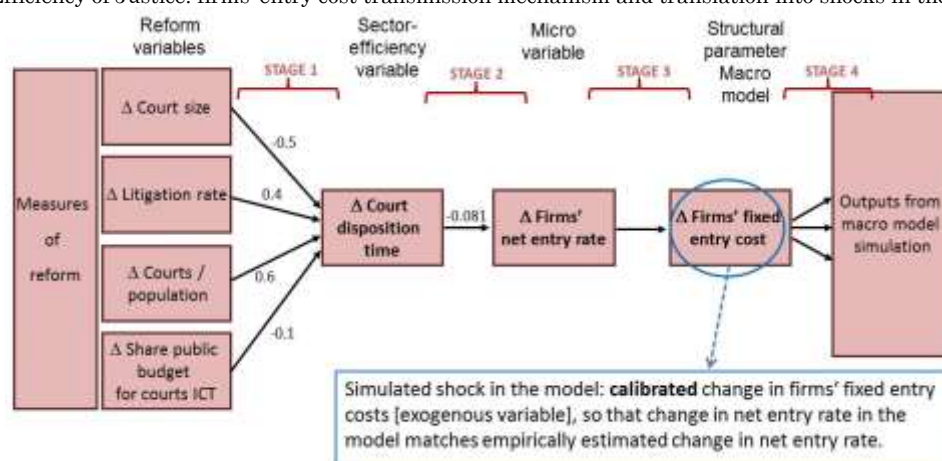 Efficiency of Justice: firms' entry cost transmission mechanism and translation into shocks in the
Reform
variables
Sector-
efficiency
variable
Micro
variable
Structural
parameter
Macro
model
STAGE 1
STAGE 2
STAGE 3
STAGE 4
Measures
of
reform
Δ Court size
Δ Litigation rate
Δ Courts /
population
Δ Share public
budget
for courts ICT
-0.5
0.4
0.6
-0.1
Δ Court
disposition
time
-0.081
Δ Firms'
net entry rate
Δ Firms' fixed
entry cost
Outputs from
macro model
simulation
Simulated shock in the model: calibrated change in firms' fixed entry
costs [exogenous variable], so that change in net entry rate in the
model matches empirically estimated change in net entry rate.